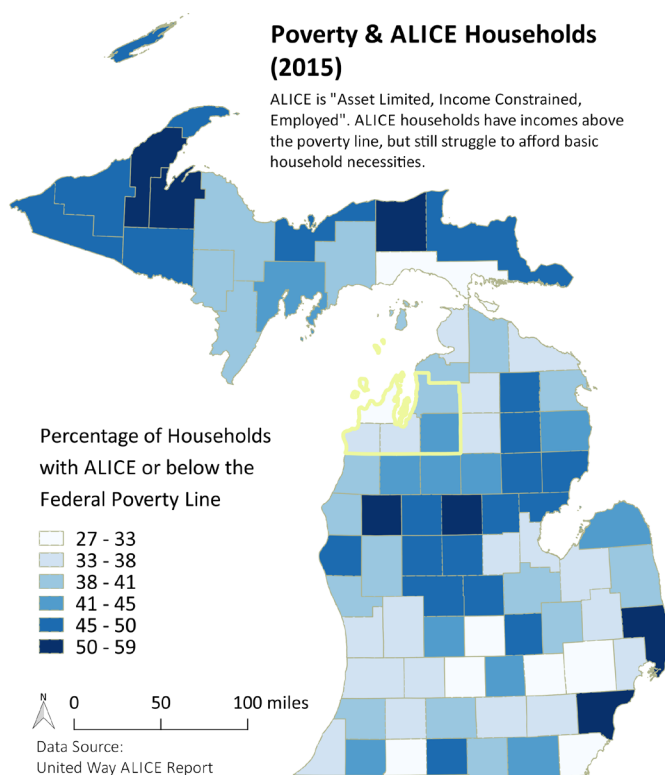 Poverty & ALICE Households
(2015)
ALICE is "Asset Limited, Income Constrained,
Employed". ALICE households have incomes above
the poverty line, but still struggle to afford basic
household necessities.
Percentage of Households
with ALICE or below the
Federal Poverty Line
27 - 33
33 - 38
38 - 41
41 - 45
45 - 50
50 - 59
N
0 50 100 miles
Data Source:
United Way ALICE Report